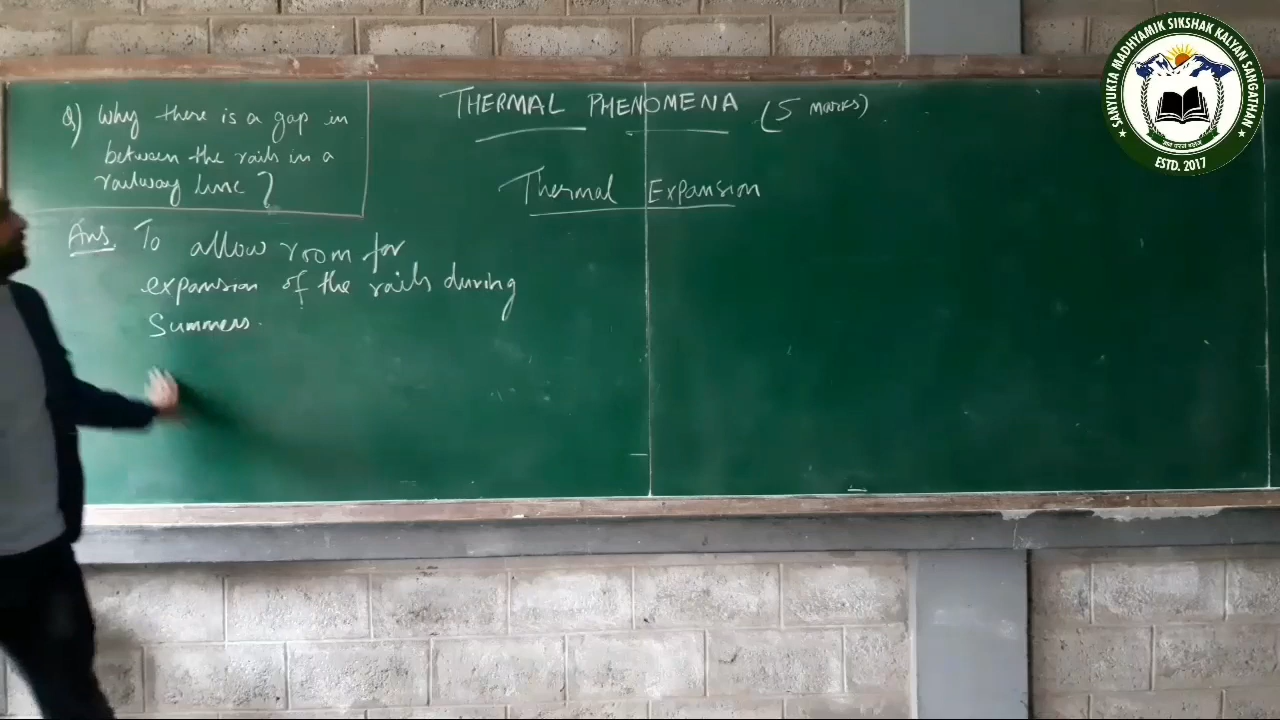 THERMAL PHENOMENA (5 marks)
Thermal Expansion
Q) Why there is a gap in
between the rails in a
railway line?
Ans. To allow room for
expansion of the rails during
Summers.
SANYUKTA MADHYAMIK SIKSHAK KALYAN SANGATHAN
ESTD. 2017